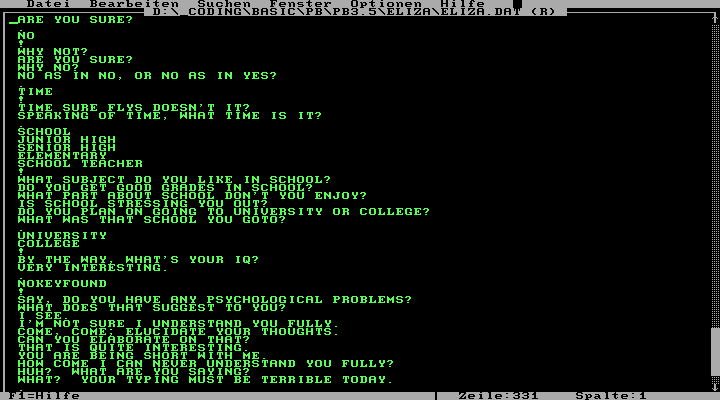 Datei Bearbeiten Suchen Fenster Optionen Hilfe
D:\_CODING\BASIC\PB\PB3.5\ELIZA\ELIZA.DAT (R)
ARE YOU SURE?
.
NO
!
WHY NOT?
ARE YOU SURE?
WHY NO?
NO AS IN NO, OR NO AS IN YES?
.
TIME
!
TIME SURE FLYS DOESN'T IT?
SPEAKING OF TIME, WHAT TIME IS IT?
.
SCHOOL
JUNIOR HIGH
SENIOR HIGH
ELEMENTARY
SCHOOL TEACHER
!
WHAT SUBJECT DO YOU LIKE IN SCHOOL?
DO YOU GET GOOD GRADES IN SCHOOL?
WHAT PART ABOUT SCHOOL DON'T YOU ENJOY?
IS SCHOOL STRESSING YOU OUT?
DO YOU PLAN ON GOING TO UNIVERSITY OR COLLEGE?
WHAT WAS THAT SCHOOL YOU GOTO?
.
UNIVERSITY
COLLEGE
!
BY THE WAY, WHAT'S YOUR IQ?
VERY INTERESTING.
.
NOKEYFOUND
!
SAY, DO YOU HAVE ANY PSYCHOLOGICAL PROBLEMS?
WHAT DOES THAT SUGGEST TO YOU?
I SEE.
I'M NOT SURE I UNDERSTAND YOU FULLY.
COME, COME; ELUCIDATE YOUR THOUGHTS.
CAN YOU ELABORATE ON THAT?
THAT IS QUITE INTERESTING.
YOU ARE BEING SHORT WITH ME.
HOW COME I CAN NEVER UNDERSTAND YOU FULLY?
HUH? WHAT ARE YOU SAYING?
WHAT? YOUR TYPING MUST BE TERRIBLE TODAY.
F1=Hilfe Zeile:331 Spalte:1